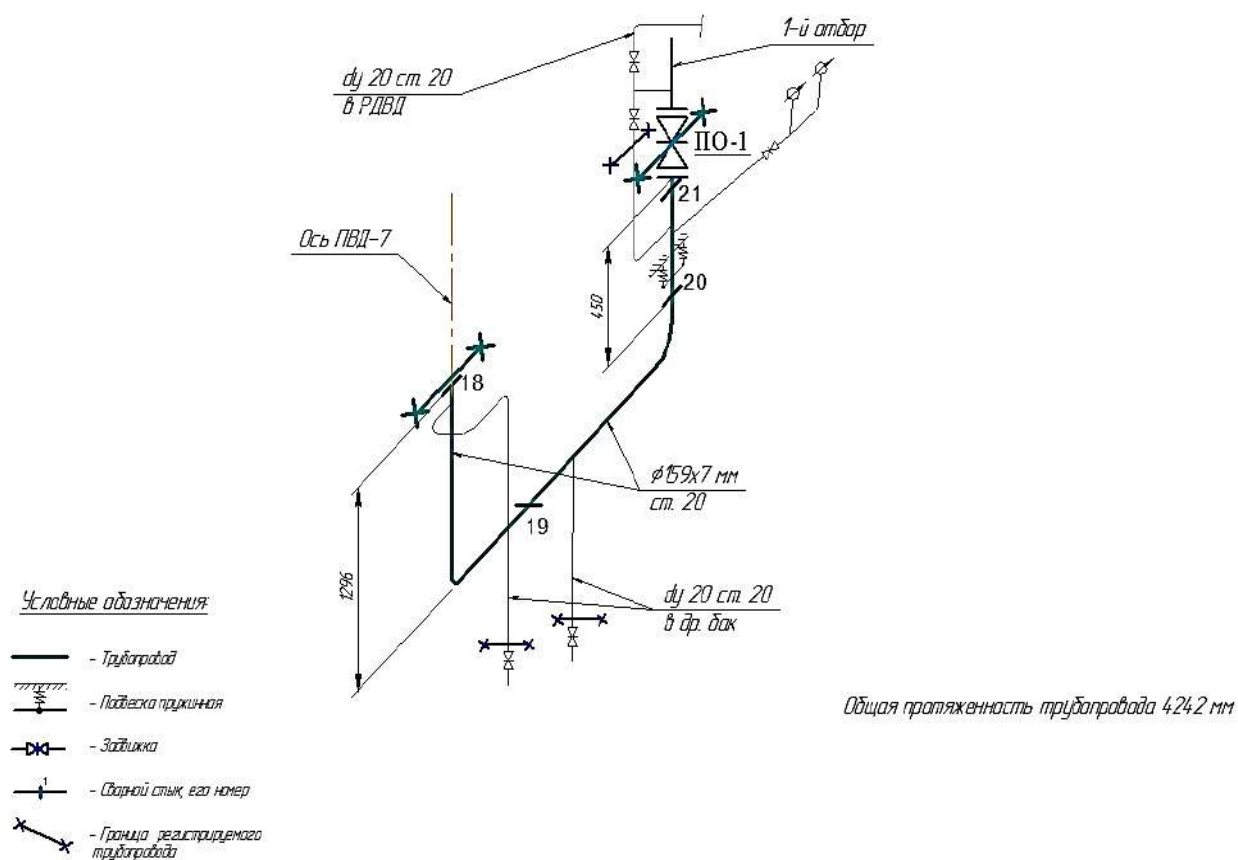 1-й отбор
dу 20 ст. 20
в РДВД
ПО-1
21
Ось ПВД-7
20
450
18
ϕ159х7 мм
ст. 20
19
1296
dу 20 ст. 20
в др. бак
Условные обозначения:
- Трубопровод
- Подвеска пружинная
- Задвижка
1
- Сварной стык, его номер
- Граница регистрируемого
трубопровода
Общая протяженность трубопровода 4242 мм